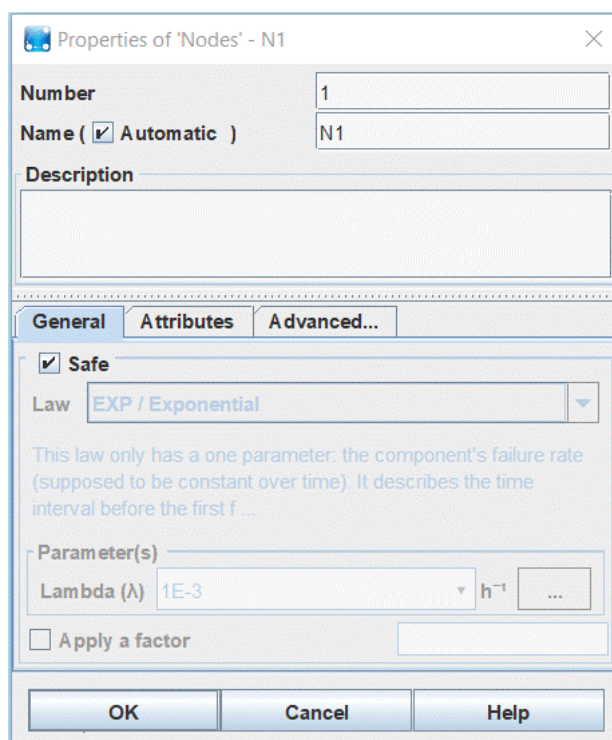 Properties of 'Nodes' - N1
Number 1
Name ( Automatic ) N1
Description
General Attributes Advanced...
Safe
Law EXP / Exponential
This law only has a one parameter: the component's failure rate
(supposed to be constant over time). It describes the time
interval before the first f ...
Parameter(s)
Lambda (λ) 1E-3 h⁻¹ ...
Apply a factor
OK Cancel Help